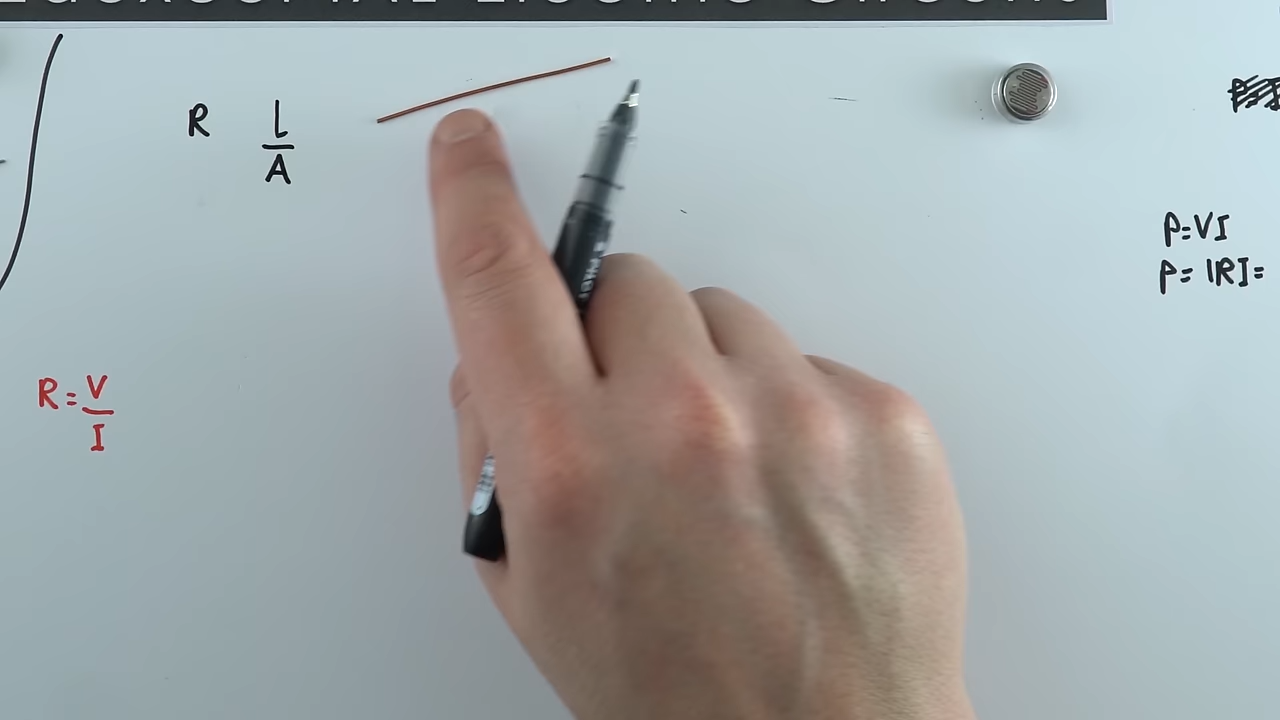 R L
A
P=VI
P= IRI=
R= V
I